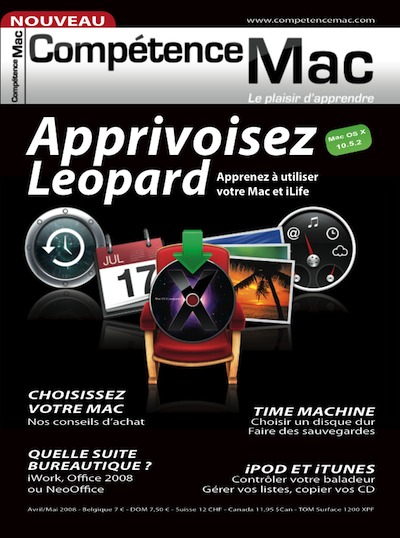 NOUVEAU
www.competencemac.com
Compétence Mac
Compétence Mac
Le plaisir d'apprendre
Apprivoisez
Leopard
Mac OS X
10.5.2
Apprenez à utiliser
votre Mac et iLife
JUL
17
X
CHOISISSEZ
VOTRE MAC
Nos conseils d'achat
TIME MACHINE
Choisir un disque dur
Faire des sauvegardes
QUELLE SUITE
BUREAUTIQUE ?
iWork, Office 2008
ou NeoOffice
iPOD ET iTUNES
Contrôler votre baladeur
Gérer vos listes, copier vos CD
Avril/Mai 2008 - Belgique 7 € - DOM 7,50 € - Suisse 12 CHF - Canada 11,95 $Can - TOM Surface 1200 XPF